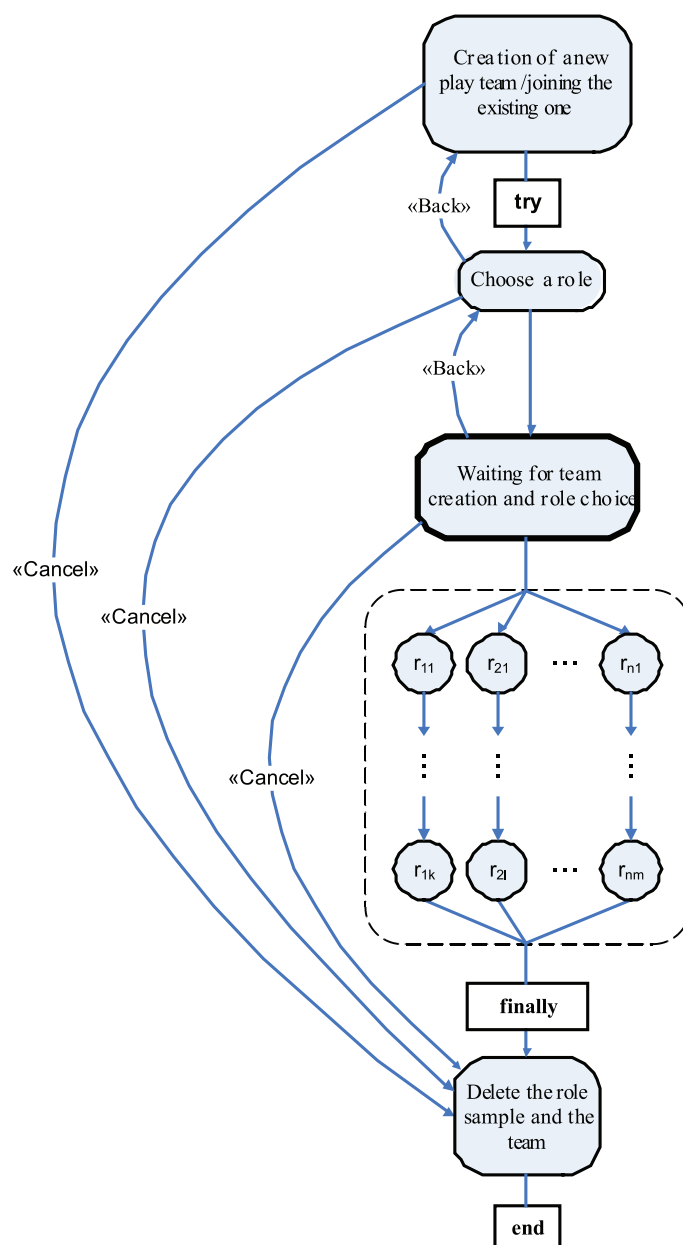 Creation of a new
play team /joining the
existing one
«Back»
try
Choose a role
«Back»
Waiting for team
creation and role choice
«Cancel»
«Cancel»
«Cancel»
r11 r21 ... rn1
⋮ ⋮ ⋮
r1k r2l ... rnm
finally
Delete the role
sample and the
team
end